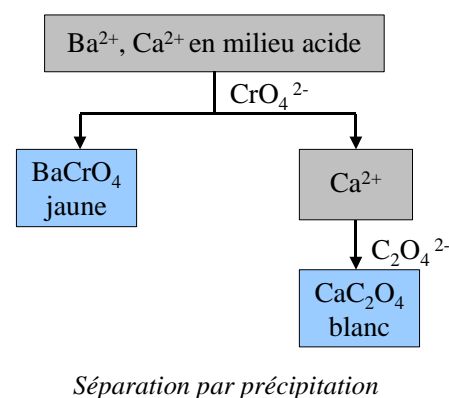 Ba²⁺, Ca²⁺ en milieu acide
CrO₄ ²⁻
BaCrO₄
jaune
Ca²⁺
C₂O₄ ²⁻
CaC₂O₄
blanc
Séparation par précipitation